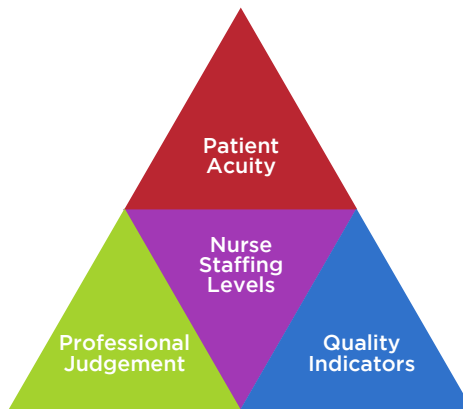 Patient
Acuity
Nurse
Staffing
Levels
Professional
Judgement
Quality
Indicators